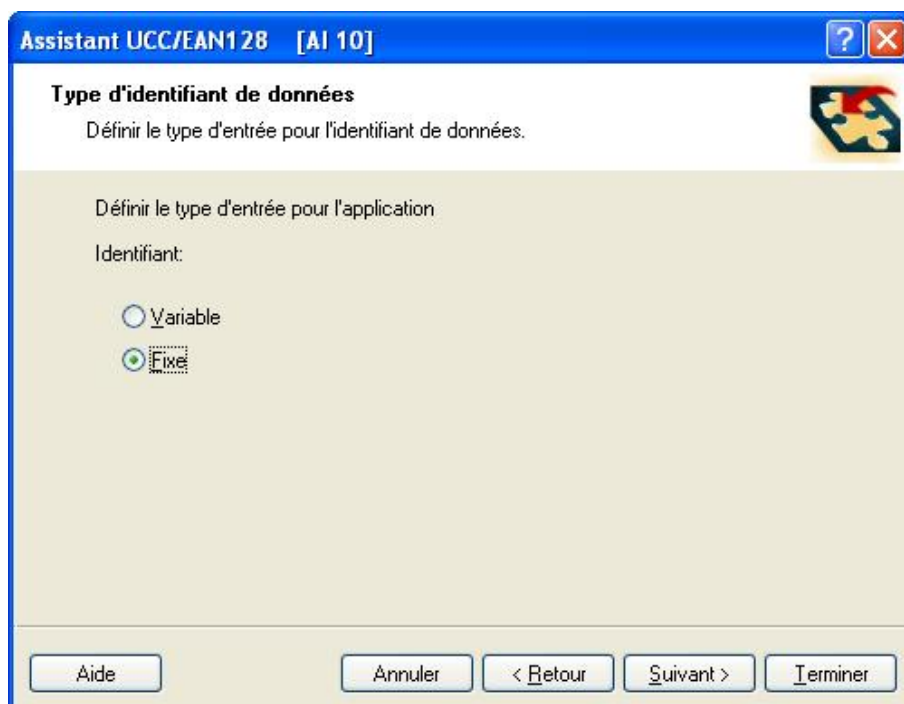 Assistant UCC/EAN128 [AI 10]
Type d'identifiant de données
Définir le type d'entrée pour l'identifiant de données.
Définir le type d'entrée pour l'application
Identifiant:
Variable
Fixe
Aide
Annuler
< Retour
Suivant >
Terminer